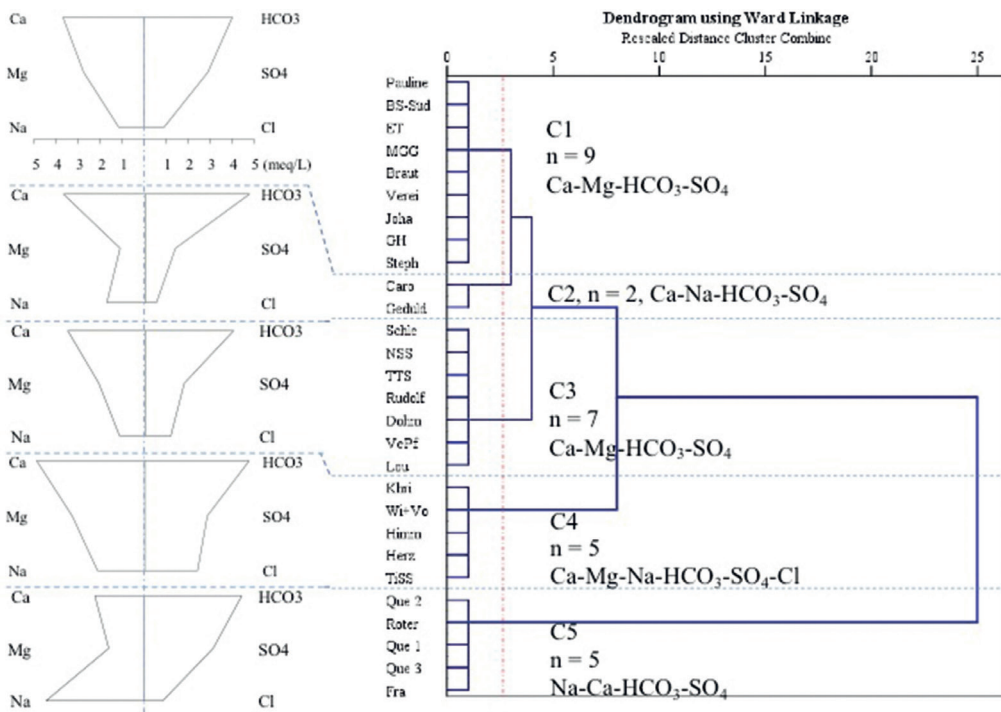 Ca HCO3
Mg SO4
Na Cl
5 4 3 2 1 1 2 3 4 5 (meq/L)
Ca HCO3
Mg SO4
Na Cl
Ca HCO3
Mg SO4
Na Cl
Ca HCO3
Mg SO4
Na Cl
Ca HCO3
Mg SO4
Na Cl
Dendrogram using Ward Linkage
Rescaled Distance Cluster Combine
0 5 10 15 20 25
Pauline
BS-Sud
ET
MGG
Braut
Verei
Joha
GH
Steph
Caro
Geduld
Schle
NSS
TTS
Rudolf
Dolun
VePf
Lou
Wi+Vo
Himm
Herz
TiSS
Que 2
Roter
Que 1
Que 3
Fra
C1
n = 9
Ca-Mg-HCO₃-SO₄
C2, n = 2, Ca-Na-HCO₃-SO₄
C3
n = 7
Ca-Mg-HCO₃-SO₄
C4
n = 5
Ca-Mg-Na-HCO₃-SO₄-Cl
C5
n = 5
Na-Ca-HCO₃-SO₄